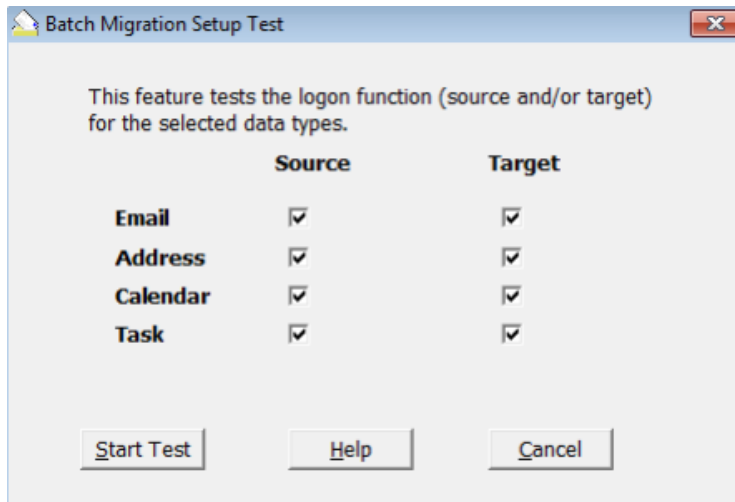 Batch Migration Setup Test
This feature tests the logon function (source and/or target)
for the selected data types.
Source Target
Email
Address
Calendar
Task
Start Test Help Cancel